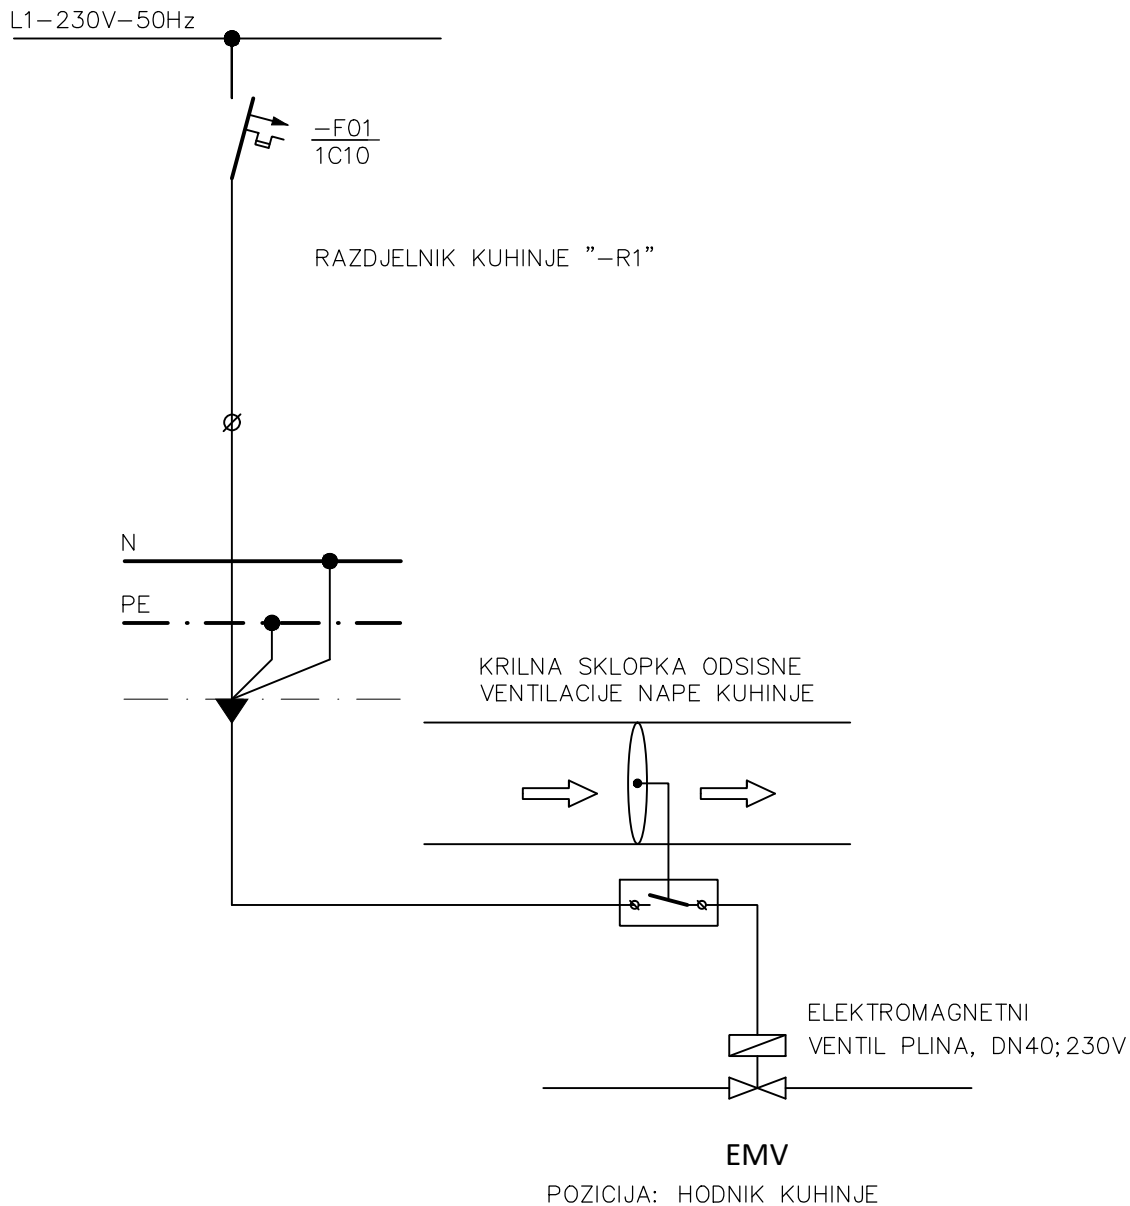 L1-230V-50Hz
-F01
1C10
RAZDJELNIK KUHINJE "-R1"
N
PE
KRILNA SKLOPKA ODSISNE
VENTILACIJE NAPE KUHINJE
ELEKTROMAGNETNI
VENTIL PLINA, DN40;230V
EMV
POZICIJA: HODNIK KUHINJE